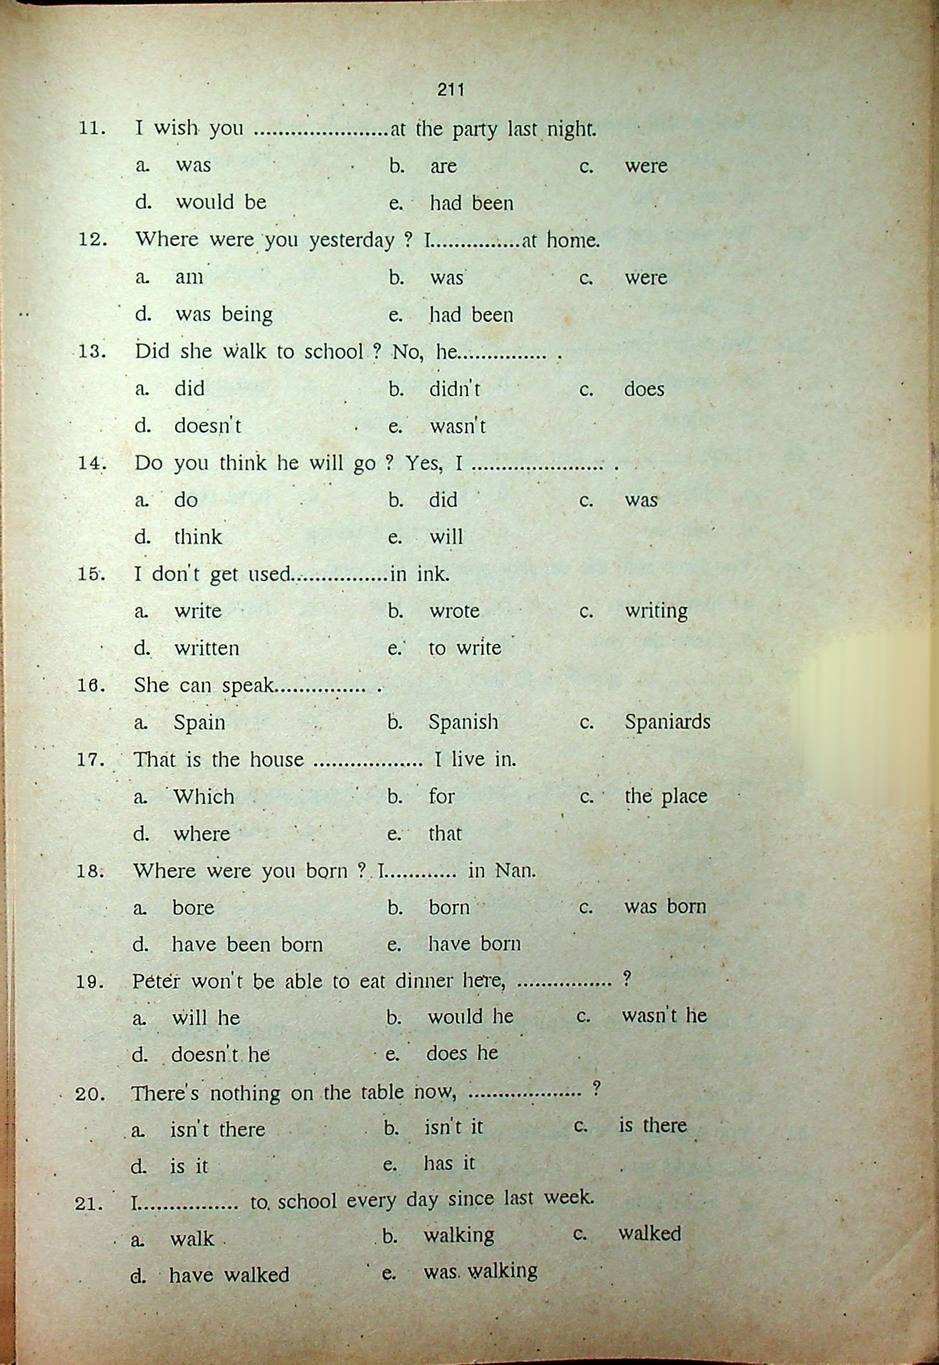 211
11. I wish you ......................at the party last night.
a. was b. are c. were
d. would be e. had been
12. Where were you yesterday ? I...............at home.
a. am b. was c. were
d. was being e. had been
13. Did she walk to school ? No, he............... .
a. did b. didn't c. does
d. doesn't e. wasn't
14. Do you think he will go ? Yes, I ...................... .
a. do b. did c. was
d. think e. will
15. I don't get used................in ink.
a. write b. wrote c. writing
d. written e. to write
16. She can speak............... .
a. Spain b. Spanish c. Spaniards
17. That is the house .................. I live in.
a. Which b. for c. the place
d. where e. that
18. Where were you born ? I............ in Nan.
a. bore b. born c. was born
d. have been born e. have born
19. Peter won't be able to eat dinner here, ................ ?
a. will he b. would he c. wasn't he
d. doesn't he e. does he
20. There's nothing on the table now, ................... ?
a. isn't there b. isn't it c. is there
d. is it e. has it
21. I................. to school every day since last week.
a. walk b. walking c. walked
d. have walked e. was walking